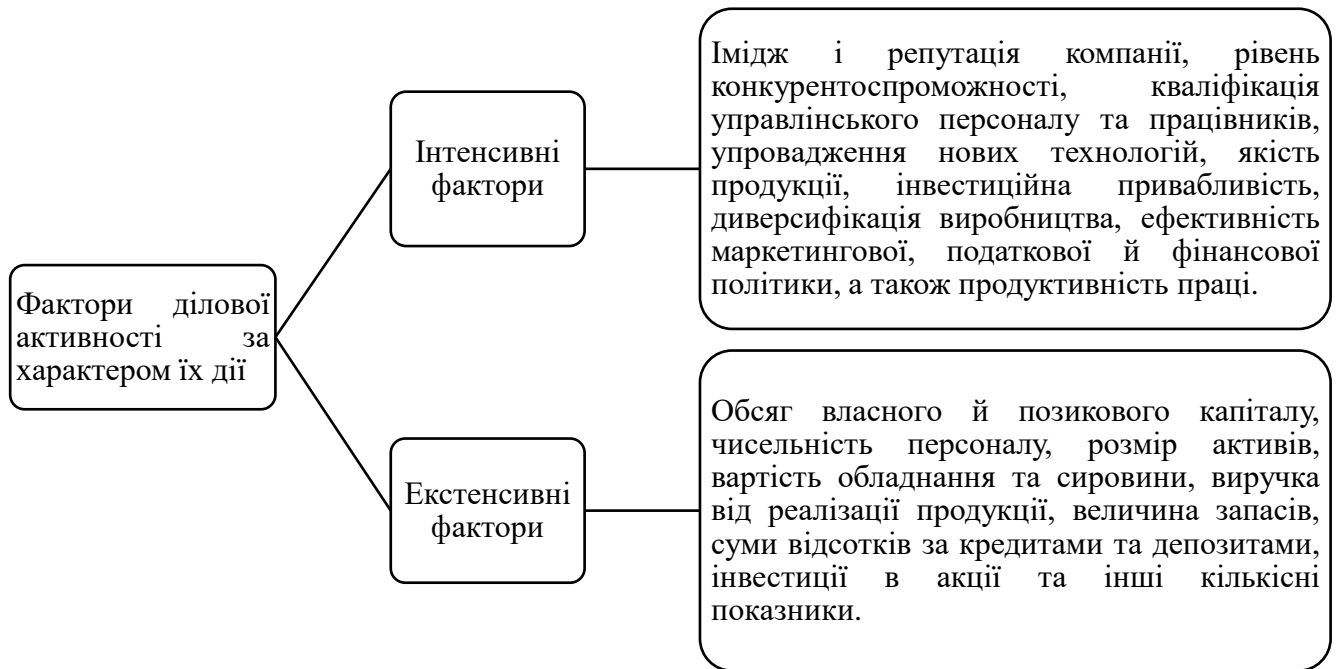 Фактори ділової
активності за
характером їх дії
Інтенсивні
фактори
Імідж і репутація компанії, рівень
конкурентоспроможності, кваліфікація
управлінського персоналу та працівників,
упровадження нових технологій, якість
продукції, інвестиційна привабливість,
диверсифікація виробництва, ефективність
маркетингової, податкової й фінансової
політики, а також продуктивність праці.
Екстенсивні
фактори
Обсяг власного й позикового капіталу,
чисельність персоналу, розмір активів,
вартість обладнання та сировини, виручка
від реалізації продукції, величина запасів,
суми відсотків за кредитами та депозитами,
інвестиції в акції та інші кількісні
показники.